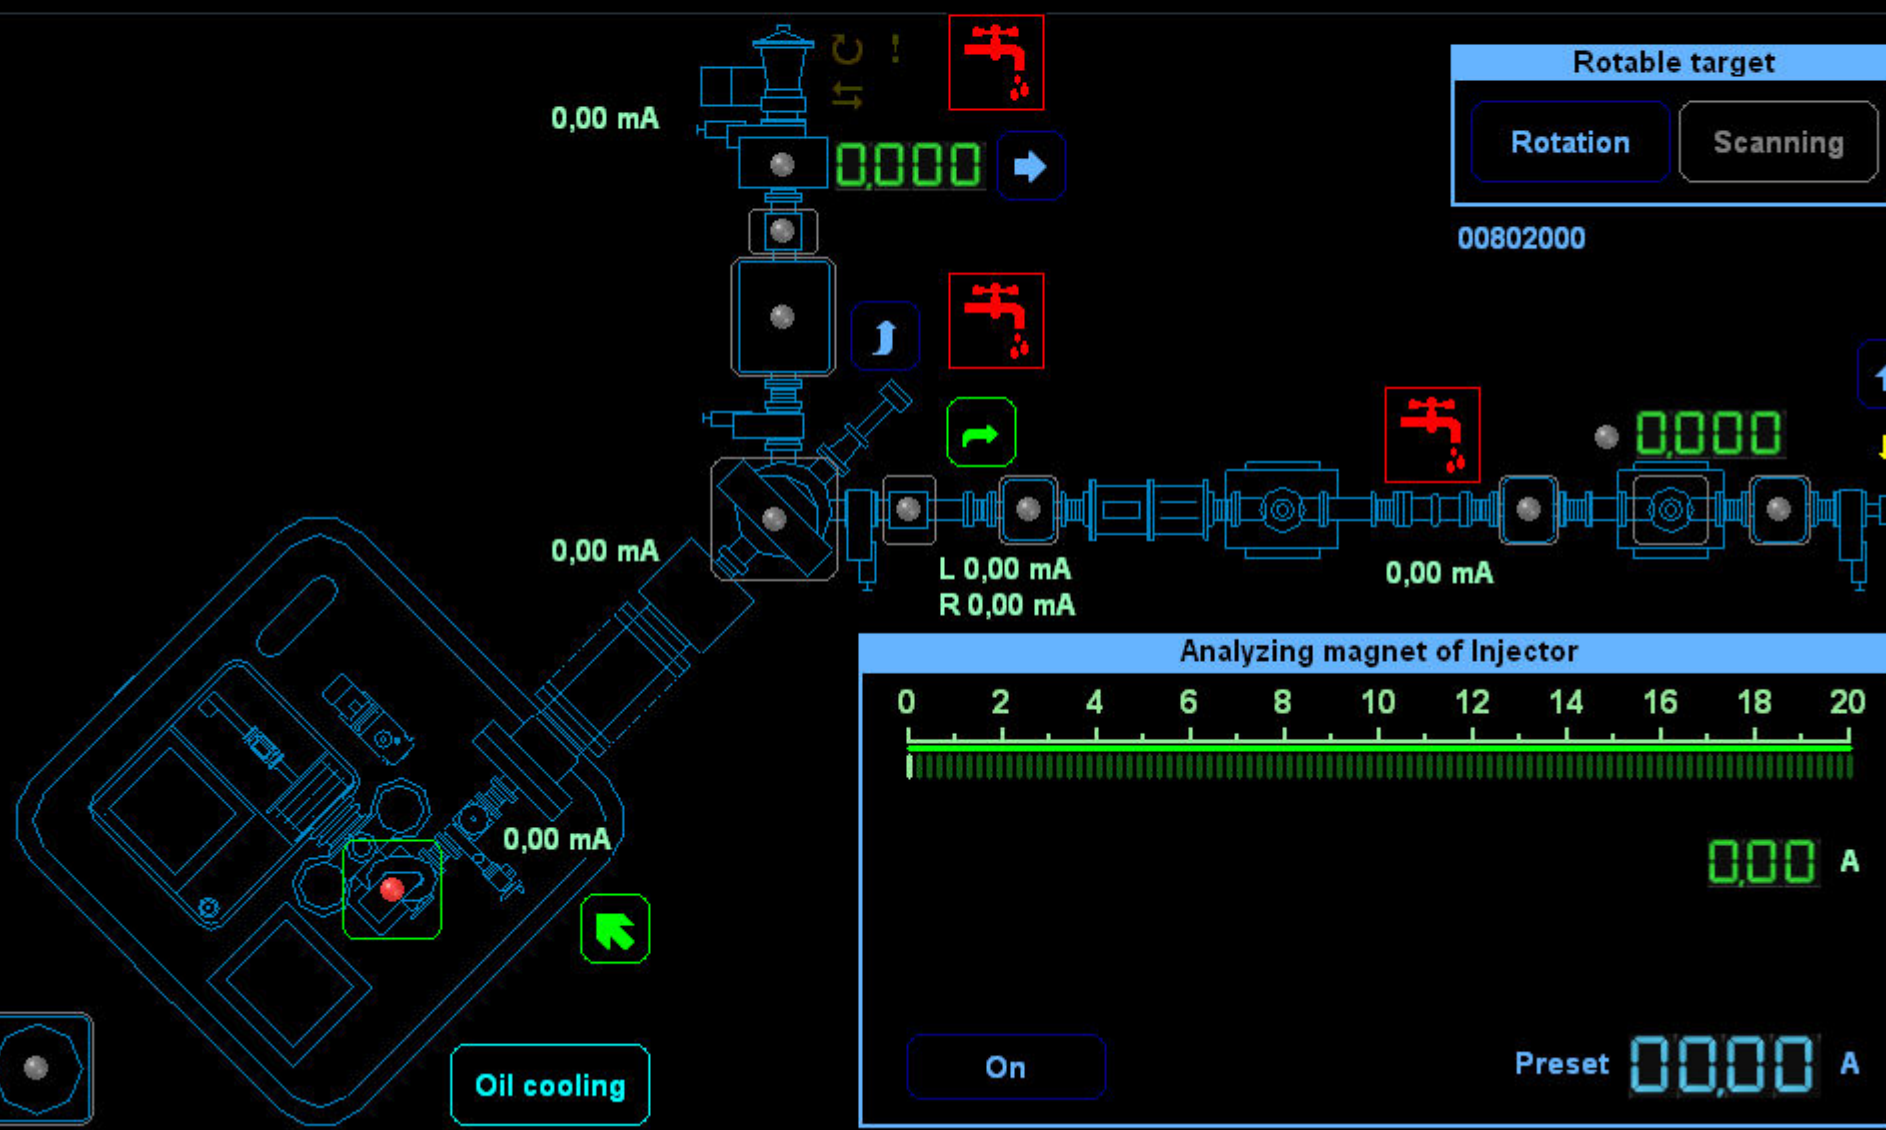 Rotable target
!
0,00 mA
Rotation
Scanning
0,000
00802000
0,000
0,00 mA
L 0,00 mA
R 0,00 mA
0,00 mA
Analyzing magnet of Injector
0 2 4 6 8 10 12 14 16 18 20
0,00 mA
0,00 A
On
Preset 00,00 A
Oil cooling